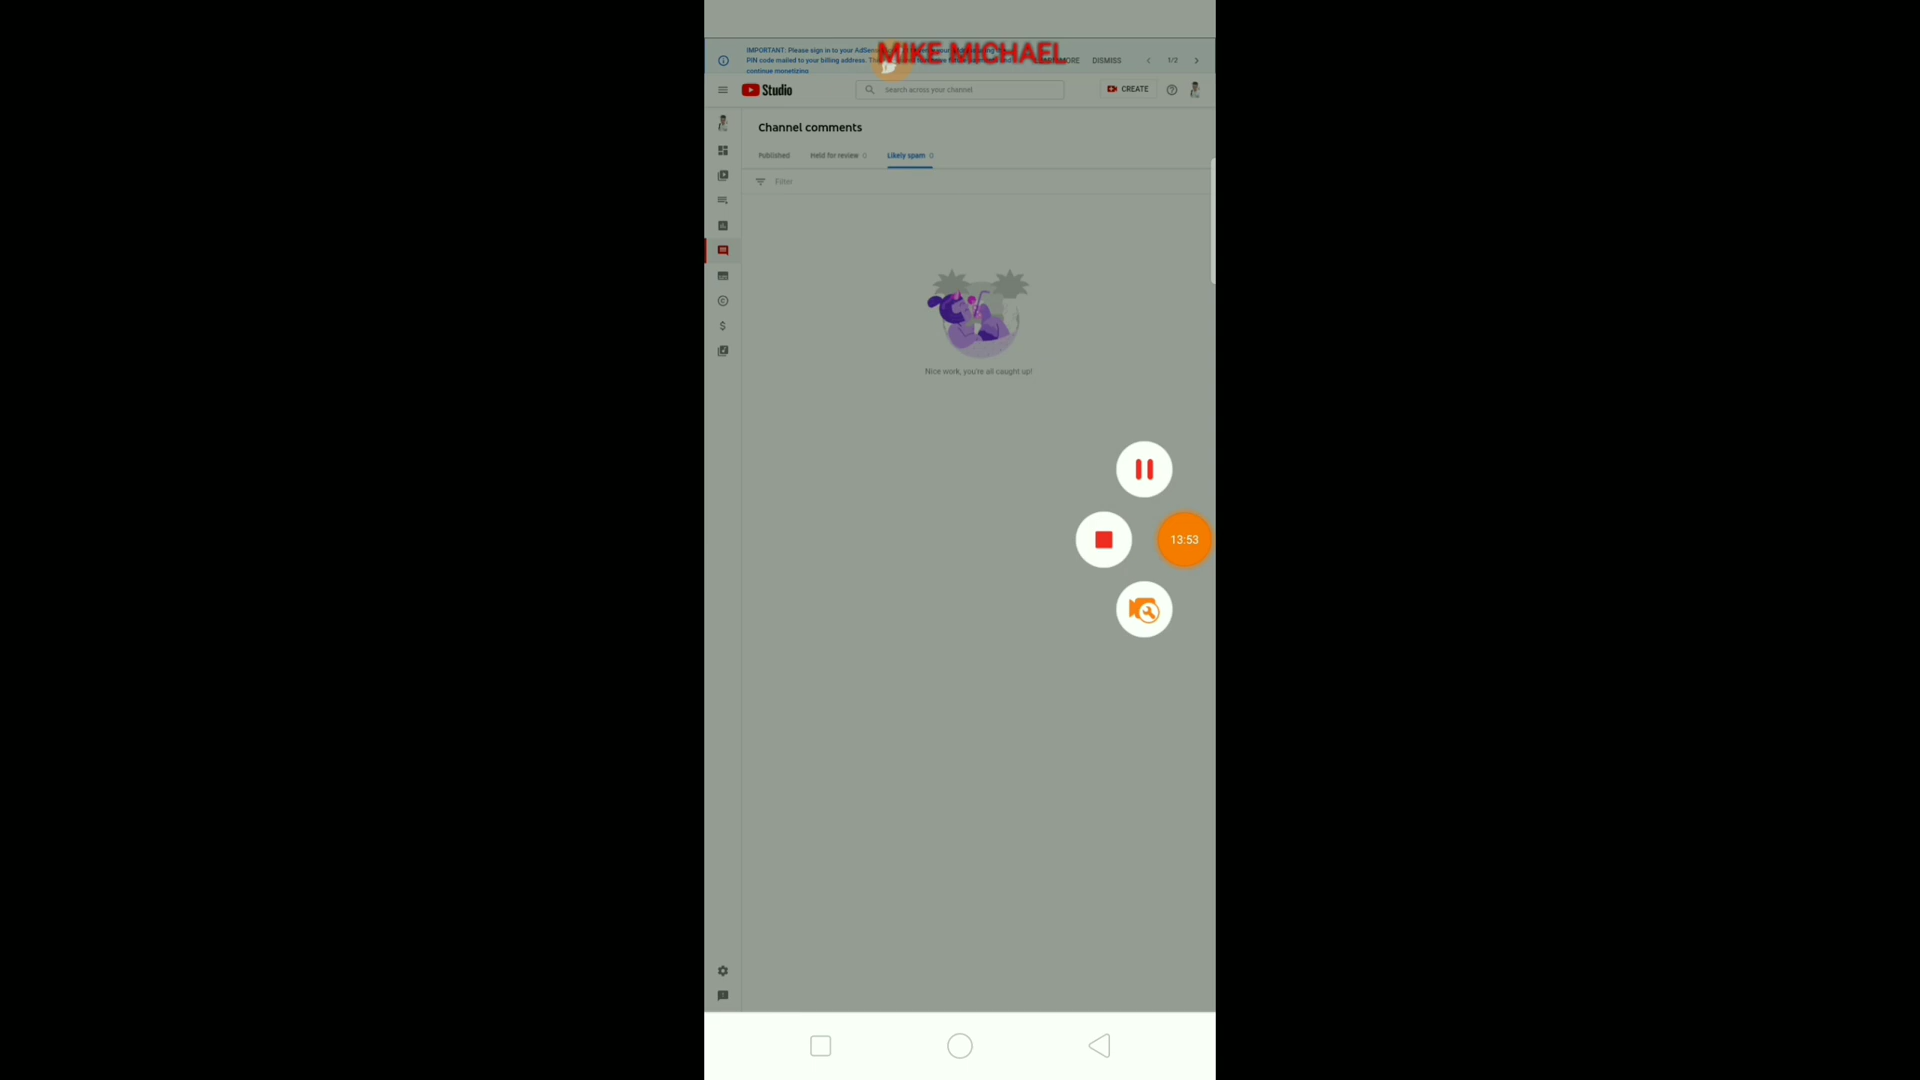 MIKE MICHAEL
IMPORTANT: Please sign in to your AdSense
PIN code mailed to your billing address.
continue monetizing
DISMISS
1/2
Studio
Search across your channel
CREATE
Channel comments
Published
Held for review 0
Likely spam 0
Filter
Nice work, you're all caught up!
13:53